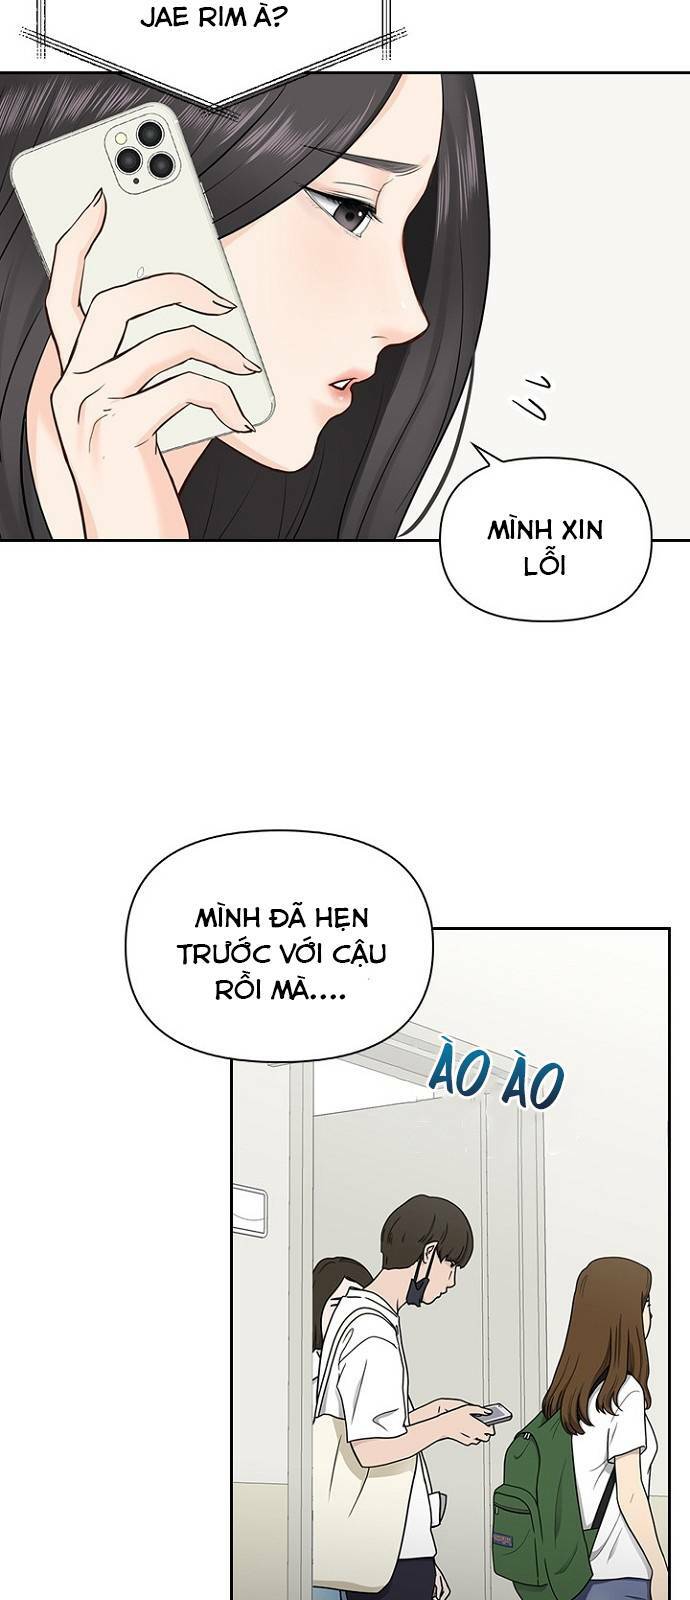 JAE RIM À?
MÌNH XIN
LỖI
MÌNH ĐÃ HẸN
TRƯỚC VỚI CẬU
RỒI MÀ....
ÀO ÀO